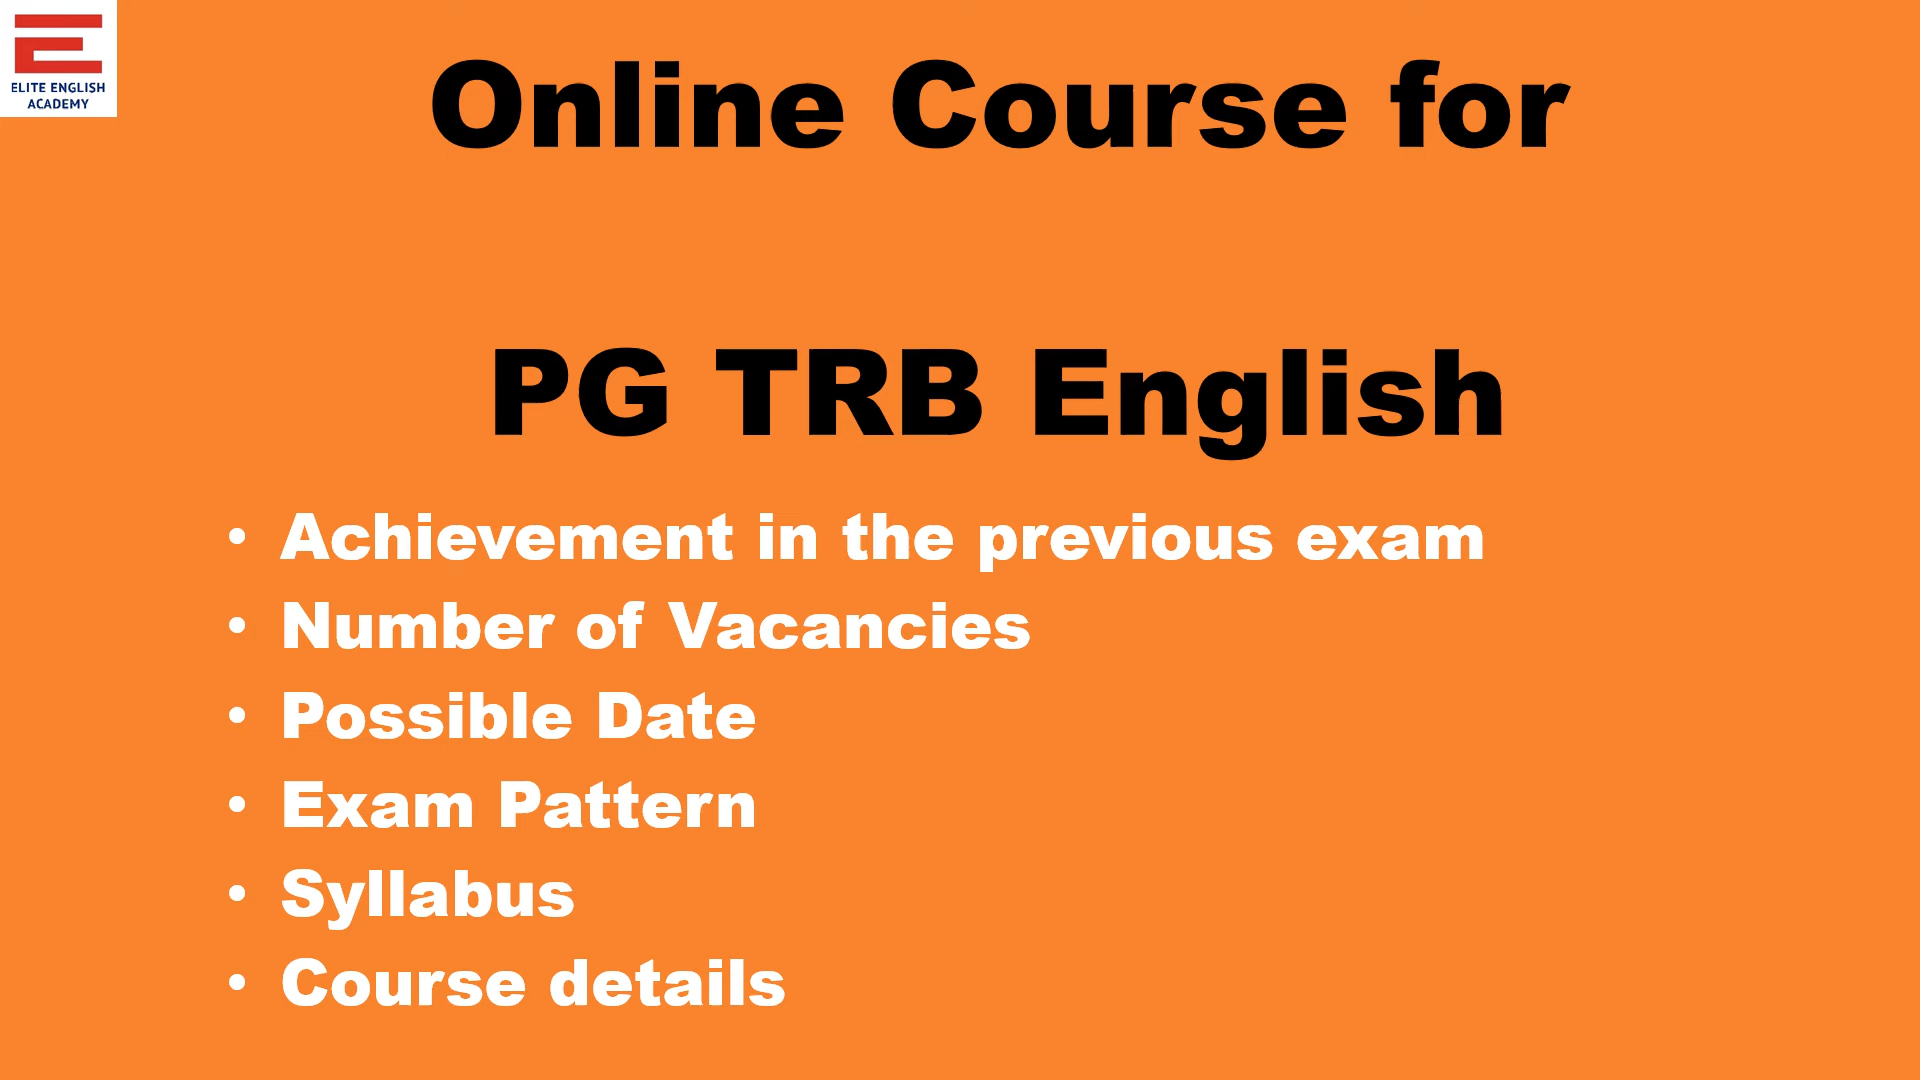 ELITE ENGLISH
ACADEMY
Online Course for
PG TRB English
• Achievement in the previous exam
• Number of Vacancies
• Possible Date
• Exam Pattern
• Syllabus
• Course details